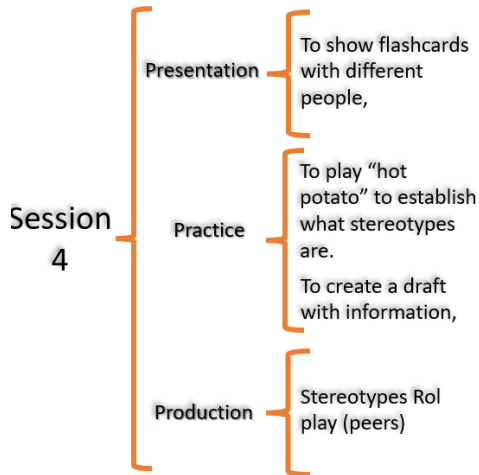 Session
4
Presentation
To show flashcards
with different
people,
Practice
To play “hot
potato” to establish
what stereotypes
are.
To create a draft
with information,
Production
Stereotypes Rol
play (peers)